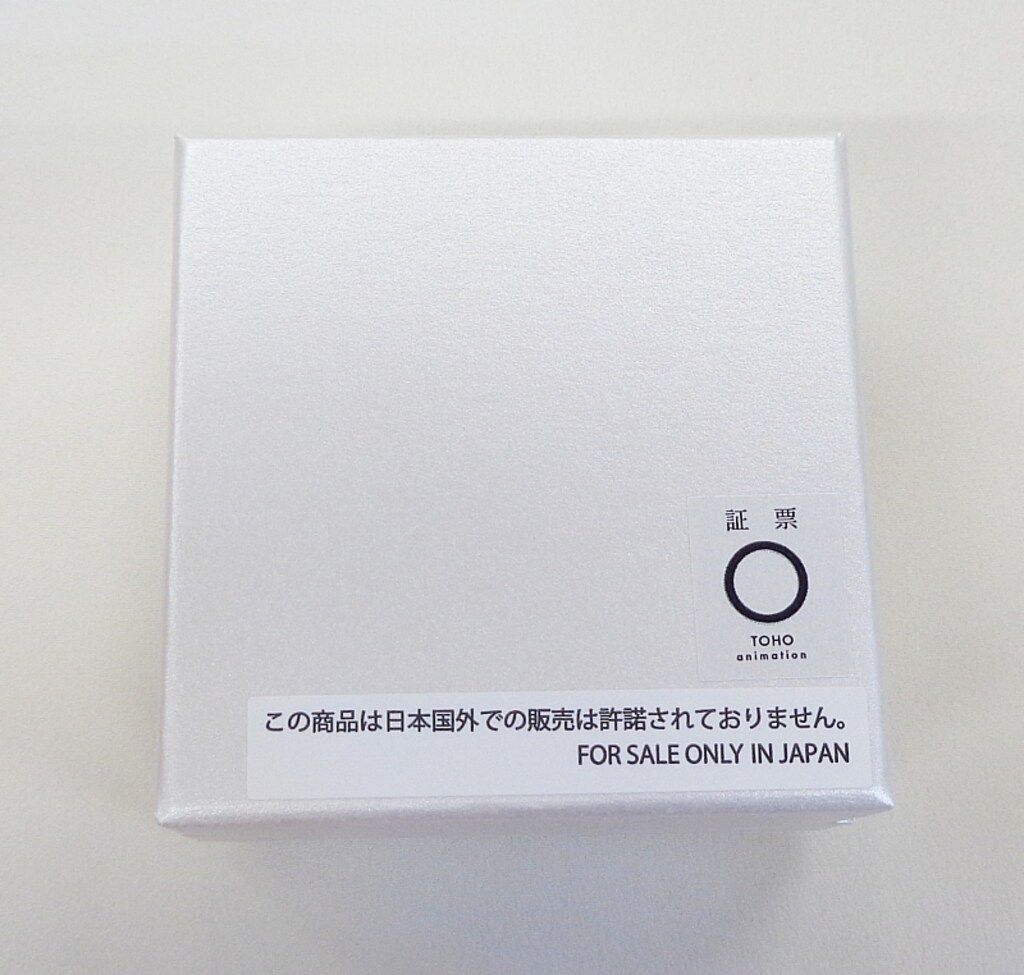 証 票
TOHO
animation
この商品は日本国外での販売は許諾されておりません。
FOR SALE ONLY IN JAPAN